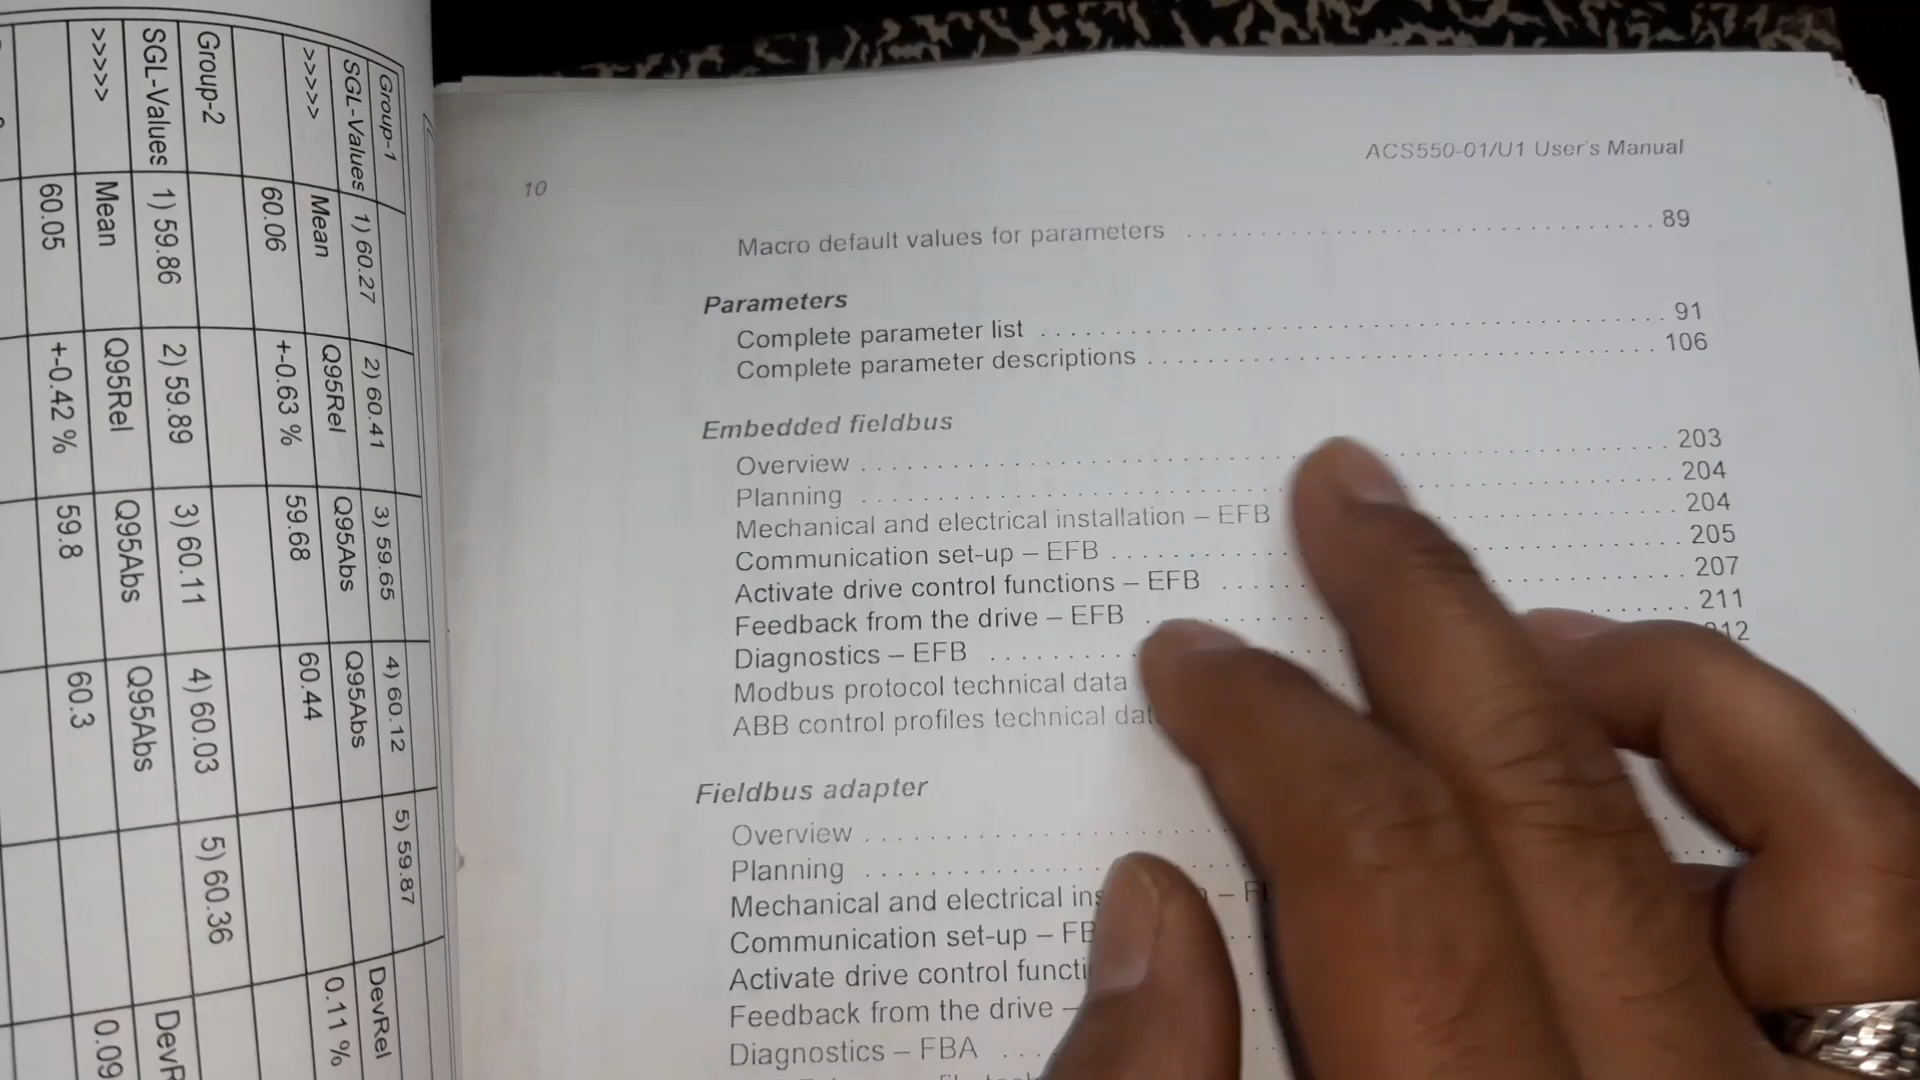 Group-1
SGL-Values 1) 60.27 2) 60.41 3) 59.65 4) 60.12 5) 59.87
>>>>> Mean Q95Rel Q95Abs Q95Abs DevRel
60.06 +-0.63 % 59.68 60.44 0.11 %
Group-2
SGL-Values 1) 59.86 2) 59.89 3) 60.11 4) 60.03 5) 60.36
>>>>> Mean Q95Rel Q95Abs Q95Abs
60.05 +-0.42 % 59.8 60.3 0.09
10
ACS550-01/U1 User's Manual
Macro default values for parameters 89
Parameters
Complete parameter list 91
Complete parameter descriptions 106
Embedded fieldbus
Overview 203
Planning 204
Mechanical and electrical installation – EFB 204
Communication set-up – EFB 205
Activate drive control functions – EFB 207
Feedback from the drive – EFB 211
Diagnostics – EFB 212
Modbus protocol technical data
ABB control profiles technical
Fieldbus adapter
Overview
Planning
Mechanical and electrical
Communication set-up –
Activate drive control
Feedback from the drive –
Diagnostics – FBA